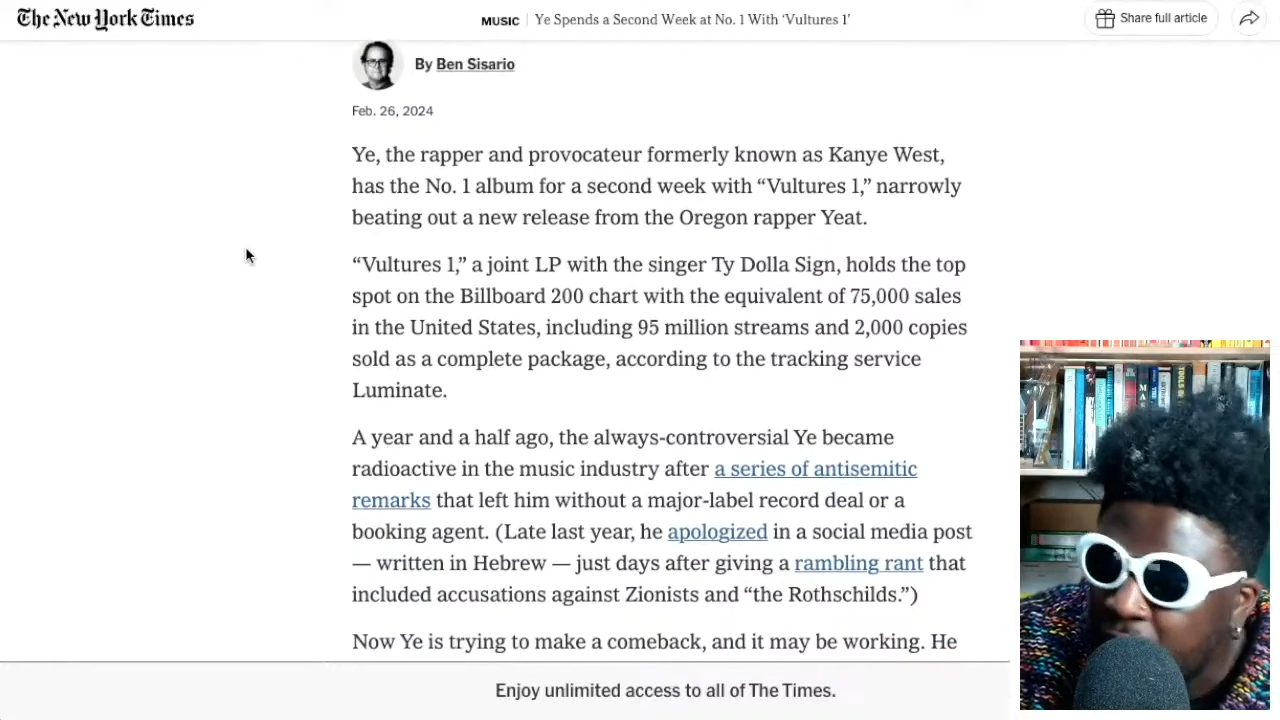 The New York Times
MUSIC Ye Spends a Second Week at No. 1 With ‘Vultures 1’
Share full article
By Ben Sisario
Feb. 26, 2024
Ye, the rapper and provocateur formerly known as Kanye West,
has the No. 1 album for a second week with “Vultures 1,” narrowly
beating out a new release from the Oregon rapper Yeat.
“Vultures 1,” a joint LP with the singer Ty Dolla Sign, holds the top
spot on the Billboard 200 chart with the equivalent of 75,000 sales
in the United States, including 95 million streams and 2,000 copies
sold as a complete package, according to the tracking service
Luminate.
A year and a half ago, the always-controversial Ye became
radioactive in the music industry after a series of antisemitic
remarks that left him without a major-label record deal or a
booking agent. (Late last year, he apologized in a social media post
— written in Hebrew — just days after giving a rambling rant that
included accusations against Zionists and “the Rothschilds.”)
Now Ye is trying to make a comeback, and it may be working. He
Enjoy unlimited access to all of The Times.